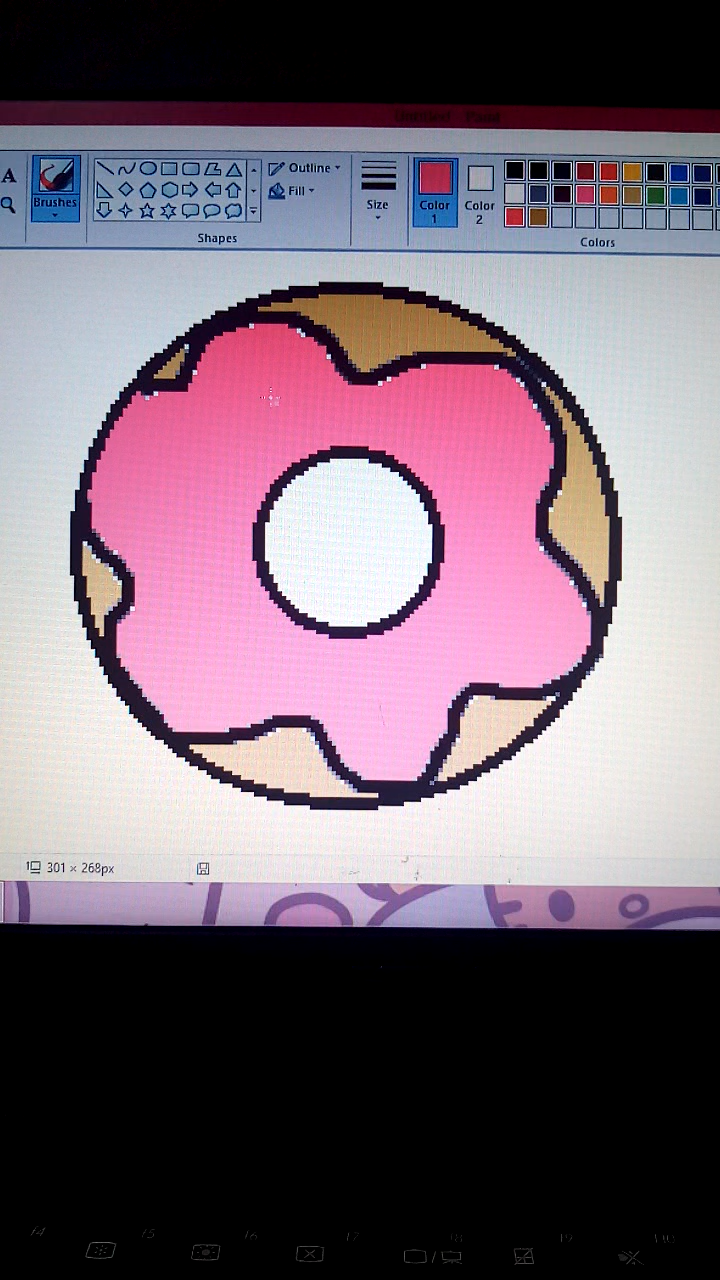 A
Brushes
Outline
Fill
Shapes
Size
Color
1
Color
2
Colors
301 × 268px